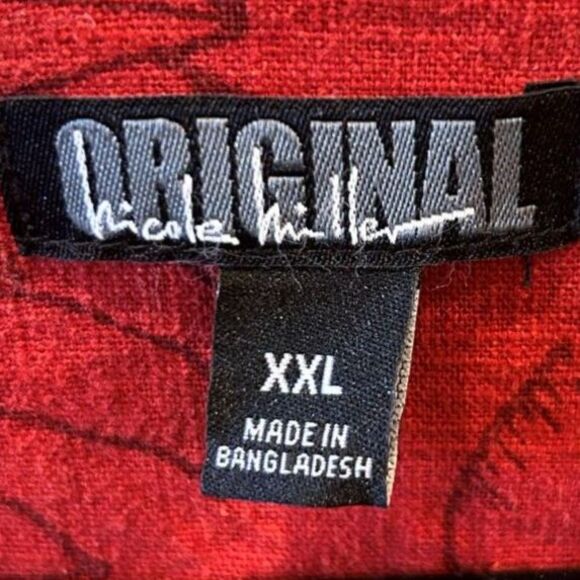 ORIGINAL
nicole miller
XXL
MADE IN
BANGLADESH